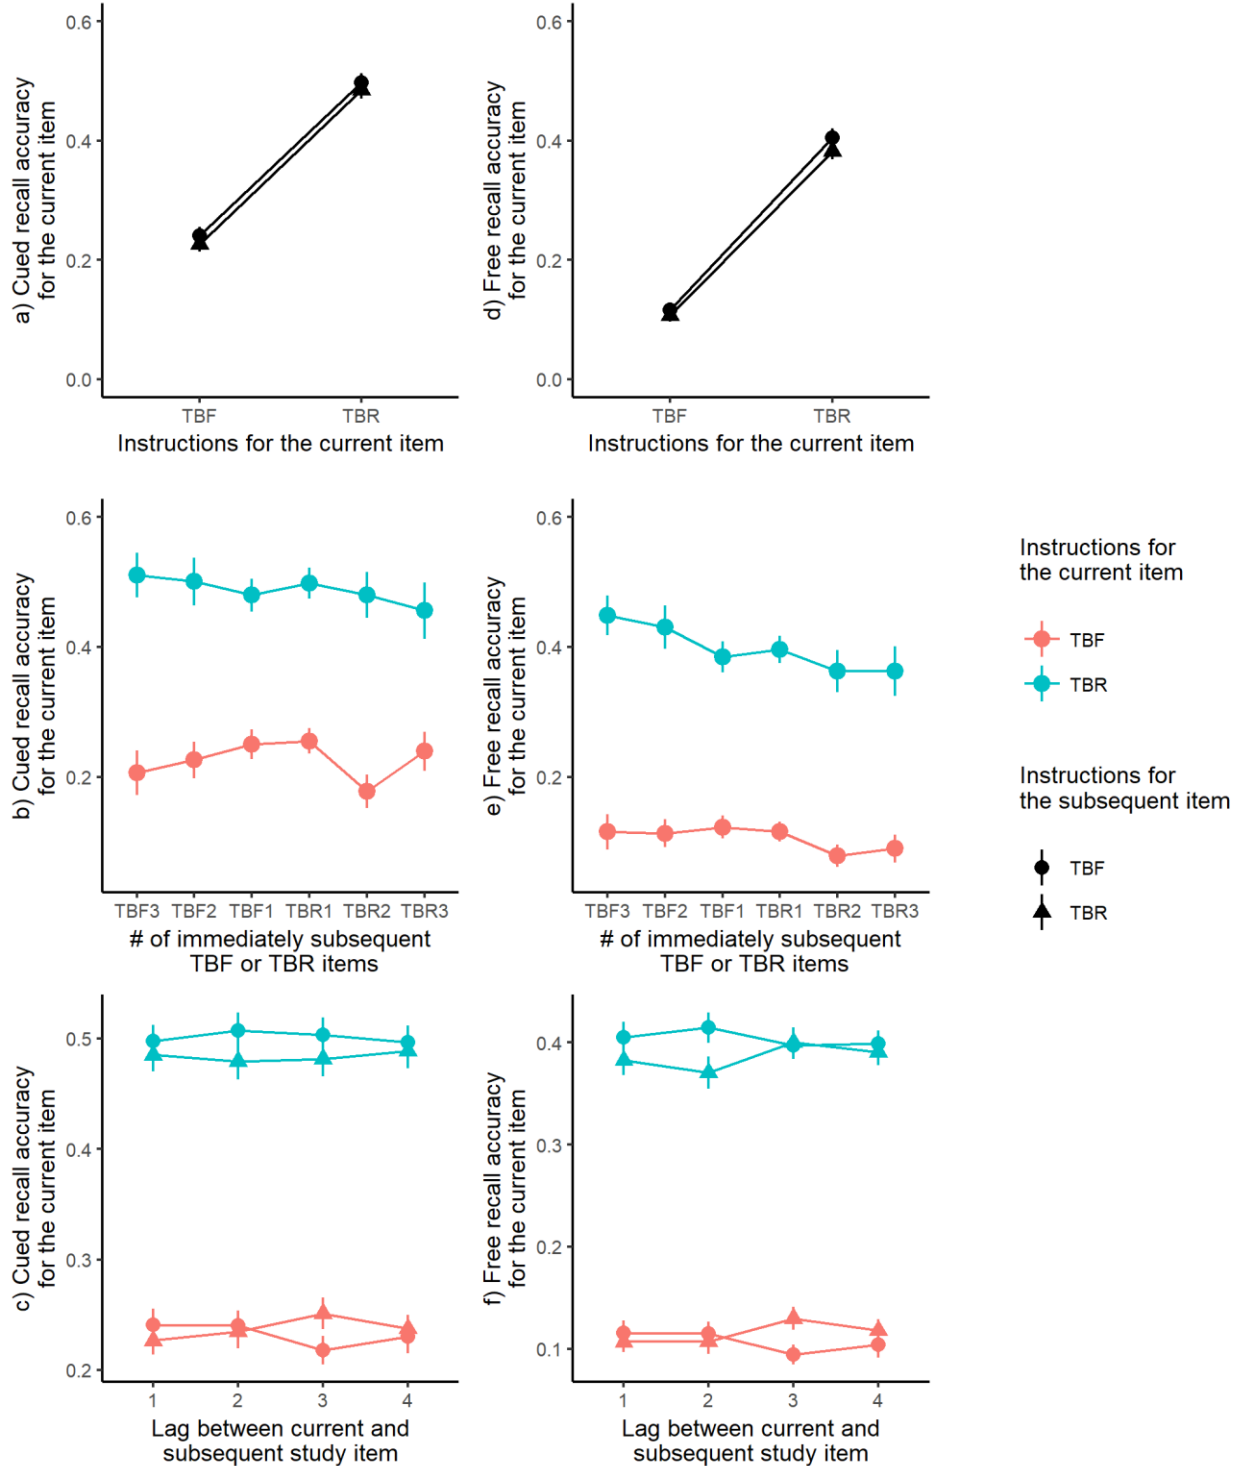 a) Cued recall accuracy
for the current item
0.6
0.4
0.2
0.0
TBF
TBR
Instructions for the current item
d) Free recall accuracy
for the current item
0.6
0.4
0.2
0.0
TBF
TBR
Instructions for the current item
b) Cued recall accuracy
for the current item
0.6
0.4
0.2
TBF3 TBF2 TBF1 TBR1 TBR2 TBR3
# of immediately subsequent
TBF or TBR items
e) Free recall accuracy
for the current item
0.6
0.4
0.2
TBF3 TBF2 TBF1 TBR1 TBR2 TBR3
# of immediately subsequent
TBF or TBR items
Instructions for
the current item
TBF
TBR
Instructions for
the subsequent item
TBF
TBR
c) Cued recall accuracy
for the current item
0.5
0.4
0.3
0.2
1 2 3 4
Lag between current and
subsequent study item
f) Free recall accuracy
for the current item
0.4
0.3
0.2
0.1
1 2 3 4
Lag between current and
subsequent study item